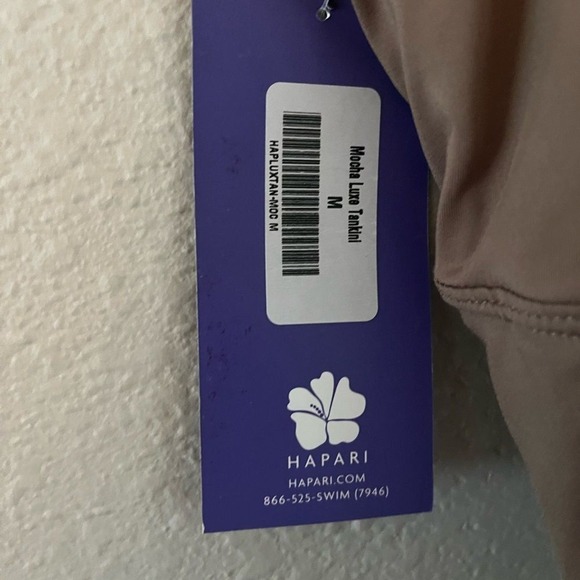 Mocha Luxe Tankini
M
HAPLUXTAN-MOC M
HAPARI
HAPARI.COM
866-525-SWIM (7946)